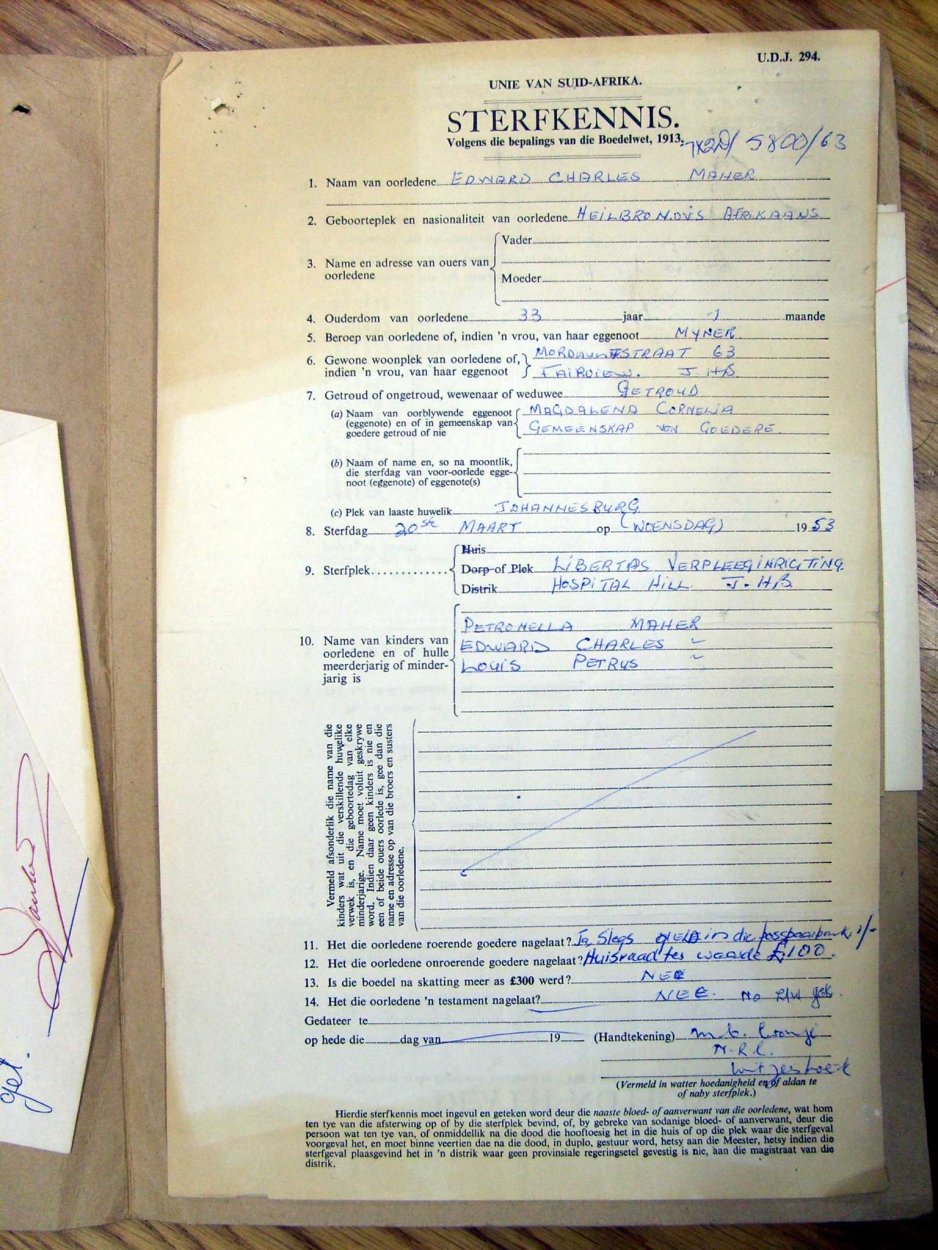 U.D.J. 294.
UNIE VAN SUID-AFRIKA.
STERFKENNIS.
Volgens die bepalings van die Boedelwet, 1913.
5800/63
1. Naam van oorledene EDWARD CHARLES MAHER
2. Geboorteplek en nasionaliteit van oorledene HEILBRON O.V.S AFRIKAANS
3. Name en adresse van ouers van oorledene
Vader
Moeder
4. Ouderdom van oorledene 33 jaar 1 maande
5. Beroep van oorledene of, indien 'n vrou, van haar eggenoot MYNER
6. Gewone woonplek van oorledene of, indien 'n vrou, van haar eggenoot
STRAAT 63
FAIRVIEW. J.HB.
7. Getroud of ongetroud, wewenaar of weduwee GETROUD
(a) Naam van oorblywende eggenoot (eggenote) en of in gemeenskap van goedere getroud of nie
MAGDALENA CORNELIA
GEMEENSKAP VON GOEDERE
(b) Naam of name en, so na moontlik, die sterfdag van voor-oorlede eggenoot (eggenote) of eggenote(s)
(c) Plek van laaste huwelik JOHANNESBURG
8. Sterfdag 20ste MAART op (WOENSDAG) 19 53
9. Sterfplek
Huis
Dorp of Plek LIBERTAS VERPLEEGINRIGTING.
Distrik HOSPITAL HILL J.HB.
10. Name van kinders van oorledene en of hulle meerderjarig of minderjarig is
PETRONELLA MAHER
EDWARD CHARLES "
LOUIS PETRUS "
Vermeld afsonderlik die name van die
kinders wat uit die verskillende huwelike
verwek is, en die geboortedag van elke
minderjarige. Name moet voluit geskrywe
word. Indien daar geen kinders is nie en
een of beide ouers oorlede is, gee dan die
name en adresse op van die broers en susters
van die oorledene.
11. Het die oorledene roerende goedere nagelaat? Ja Slegs GELD in die posspaarbank
12. Het die oorledene onroerende goedere nagelaat? Huisraad ter waarde £100.
13. Is die boedel na skatting meer as £300 werd? NEE
14. Het die oorledene 'n testament nagelaat? NEE.
Gedateer te
op hede die dag van 19 (Handtekening)
Witzieshoek
(Vermeld in watter hoedanigheid en of aldan te
of naby sterfplek.)
Hierdie sterfkennis moet ingevul en geteken word deur die naaste bloed- of aanverwant van die oorledene, wat hom
ten tye van die afsterwing op of by die sterfplek bevind, of, by gebreke van sodanige bloed- of aanverwant, deur die
persoon wat ten tye van, of onmiddellik na die dood die hooftoesig het in die huis of op die plek waar die sterfgeval
voorgeval het, en moet binne veertien dae na die dood, in duplo, gestuur word, hetsy aan die Meester, hetsy indien die
sterfgeval plaasgevind het in 'n distrik waar geen provinsiale regeringsetel gevestig is nie, aan die magistraat van die
distrik.